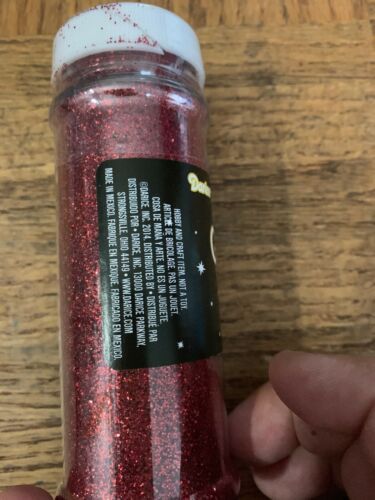 HOBBY AND CRAFT ITEM. NOT A TOY.
ARTICLE DE BRICOLAGE. PAS UN JOUET.
COSA DE MANA Y ARTE. NO ES UN JUGUETE.
©DARICE, INC. 2014, DISTRIBUTED BY • DISTRIBUÉ PAR
DISTRIBUIDO POR • DARICE, INC. 13000 DARICE PARKWAY,
STRONGSVILLE, OHIO 44149 • WWW.DARICE.COM
MADE IN MEXICO. FABRIQUÉ EN MEXIQUE. FABRICADO EN MEXICO.